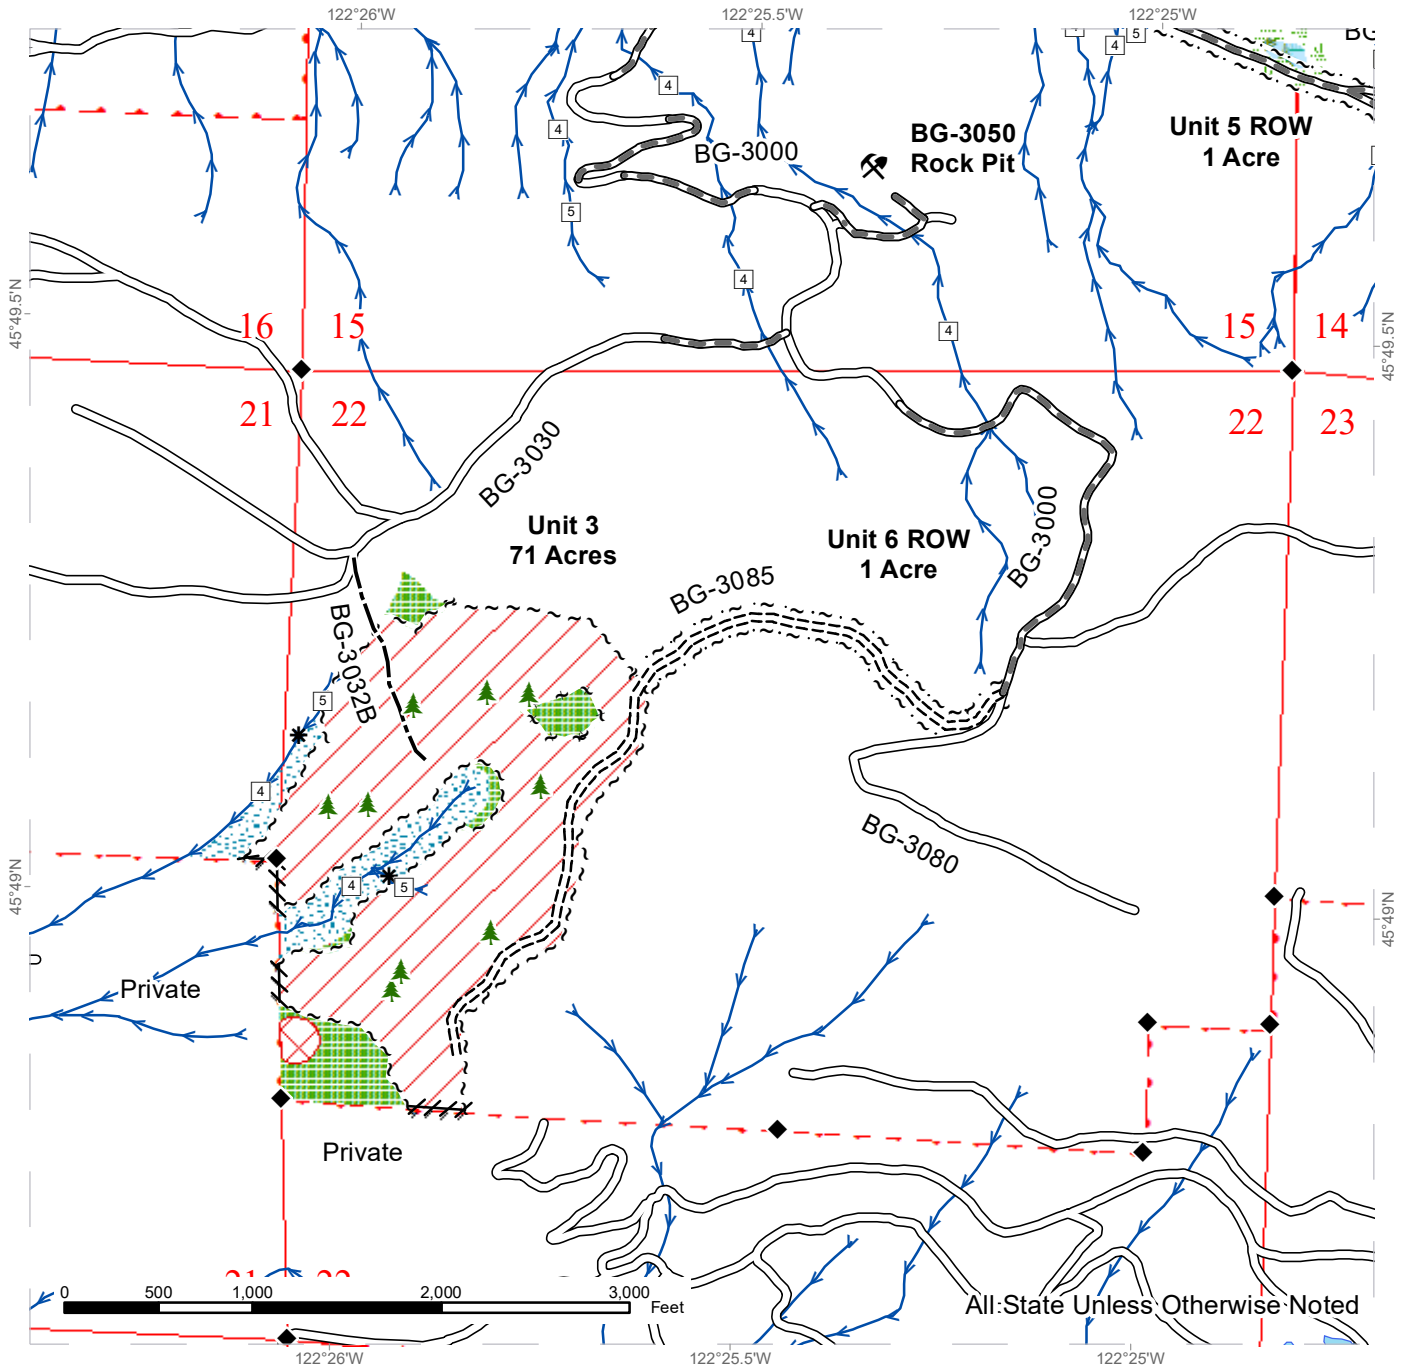 122°26'W
122°25.5'W
122°25'W
4
5
4
BG
4
4
BG-3050
Rock Pit
Unit 5 ROW
1 Acre
BG-3000
5
4
45°49.5'N
45°49.5'N
16
15
4
15
14
21
22
22
23
BG-3030
Unit 3
71 Acres
Unit 6 ROW
1 Acre
BG-3000
BG-3085
BG-3032B
5
4
BG-3080
4
5
45°49'N
45°49'N
Private
Private
21
22
0
500
1,000
2,000
3,000
Feet
All State Unless Otherwise Noted
122°26'W
122°25.5'W
122°25'W